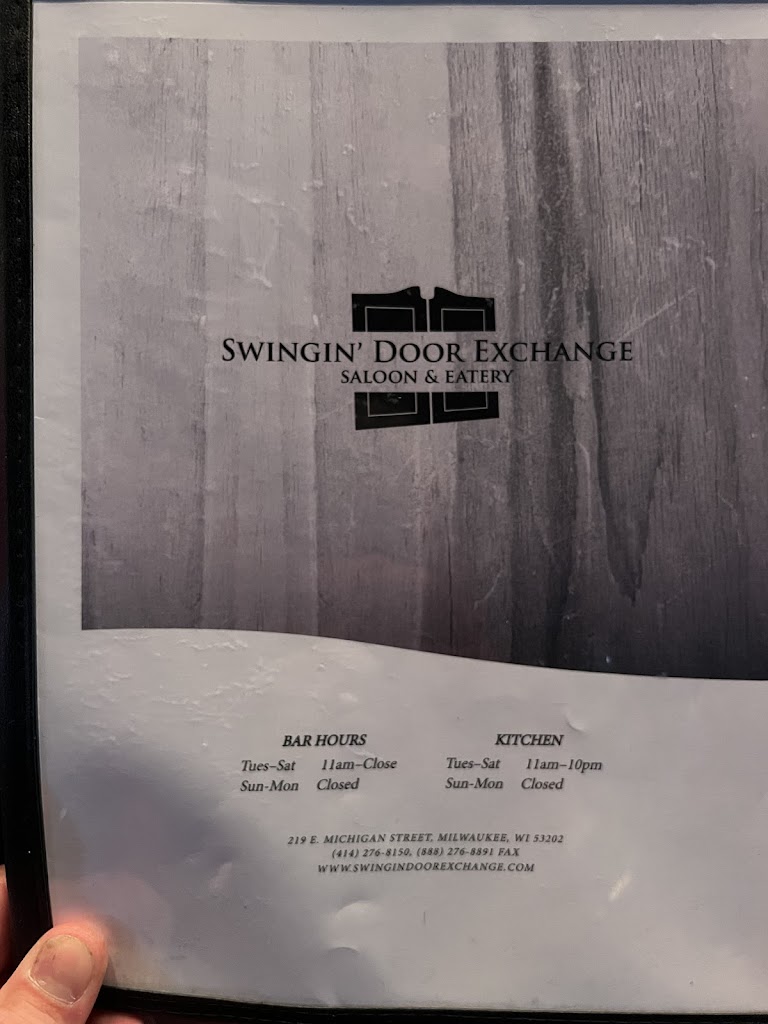 SWINGIN' DOOR EXCHANGE
SALOON & EATERY
BAR HOURS
Tues–Sat 11am–Close
Sun-Mon Closed
KITCHEN
Tues–Sat 11am–10pm
Sun-Mon Closed
219 E. MICHIGAN STREET, MILWAUKEE, WI 53202
(414) 276-8150, (888) 276-8891 FAX
WWW.SWINGINDOOREXCHANGE.COM